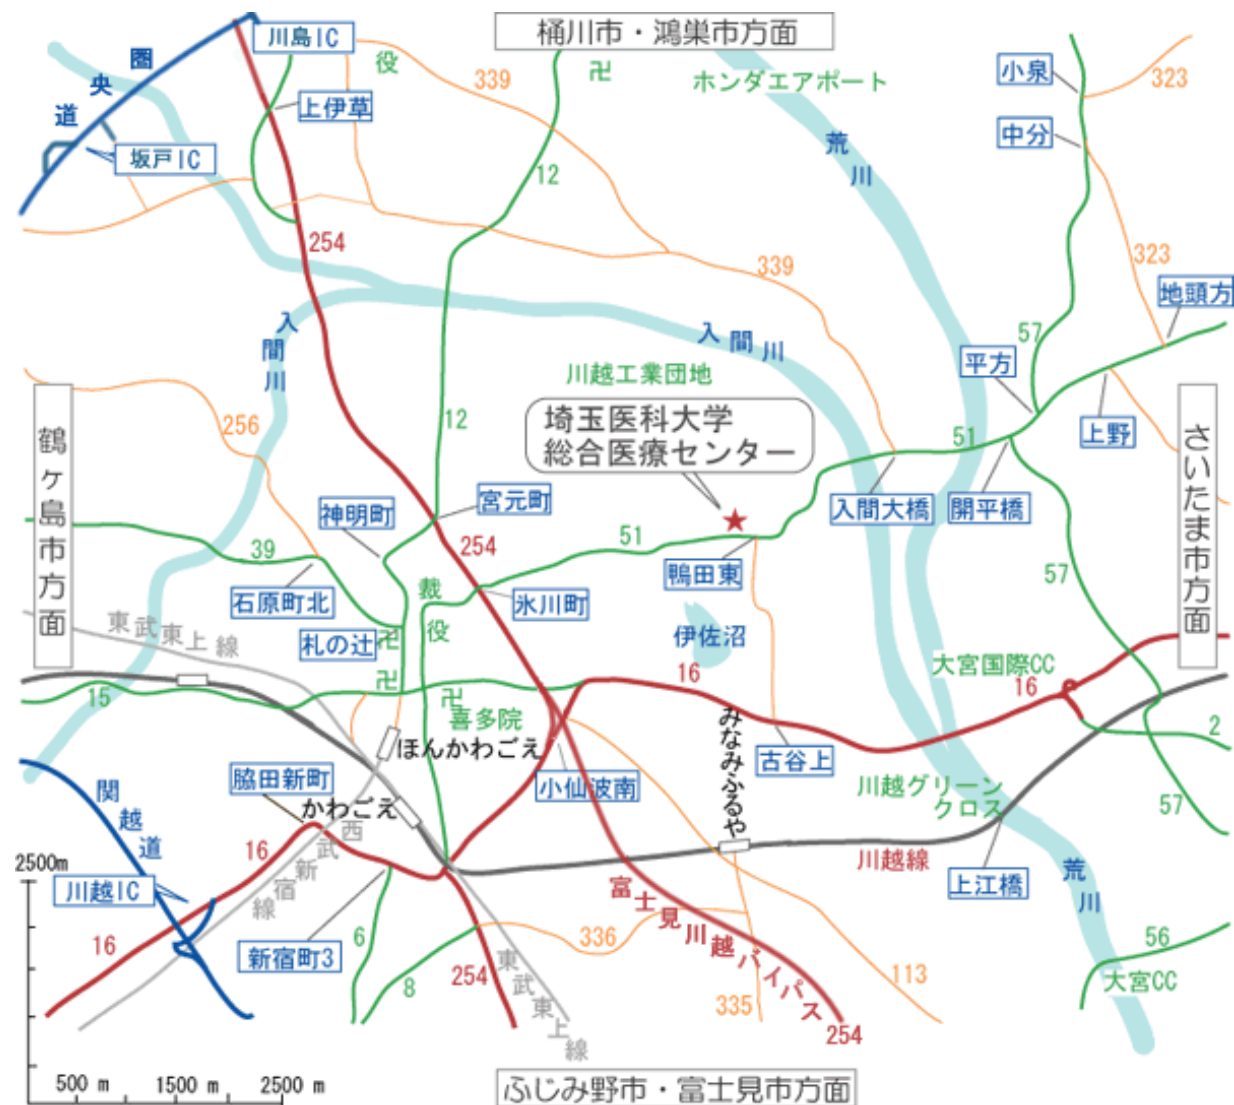 桶川市・鴻巣市方面
川島IC
役
卍
339
ホンダエアポート
小泉
323
圏央道
上伊草
中分
坂戸IC
荒川
12
254
339
323
地頭方
入間川
入間川
57
平方
川越工業団地
鶴ヶ島市方面
256
12
埼玉医科大学
総合医療センター
51
上野
さいたま市方面
神明町
宮元町
入間大橋
開平橋
39
254
51
57
石原町北
裁
氷川町
鴨田東
東武東上線
札の辻
卍
役
伊佐沼
大宮国際CC
卍
15
卍
16
16
喜多院
ほんかわごえ
みなみふるや
2
脇田新町
小仙波南
古谷上
かわごえ
川越グリーン
クロス
57
関越道
西武新宿線
2500m
16
川越線
上江橋
川越IC
富士見川越バイパス
荒川
16
新宿町3
6
336
56
8
254
東武東上線
113
大宮CC
335
254
500 m
1500 m
2500 m
ふじみ野市・富士見市方面